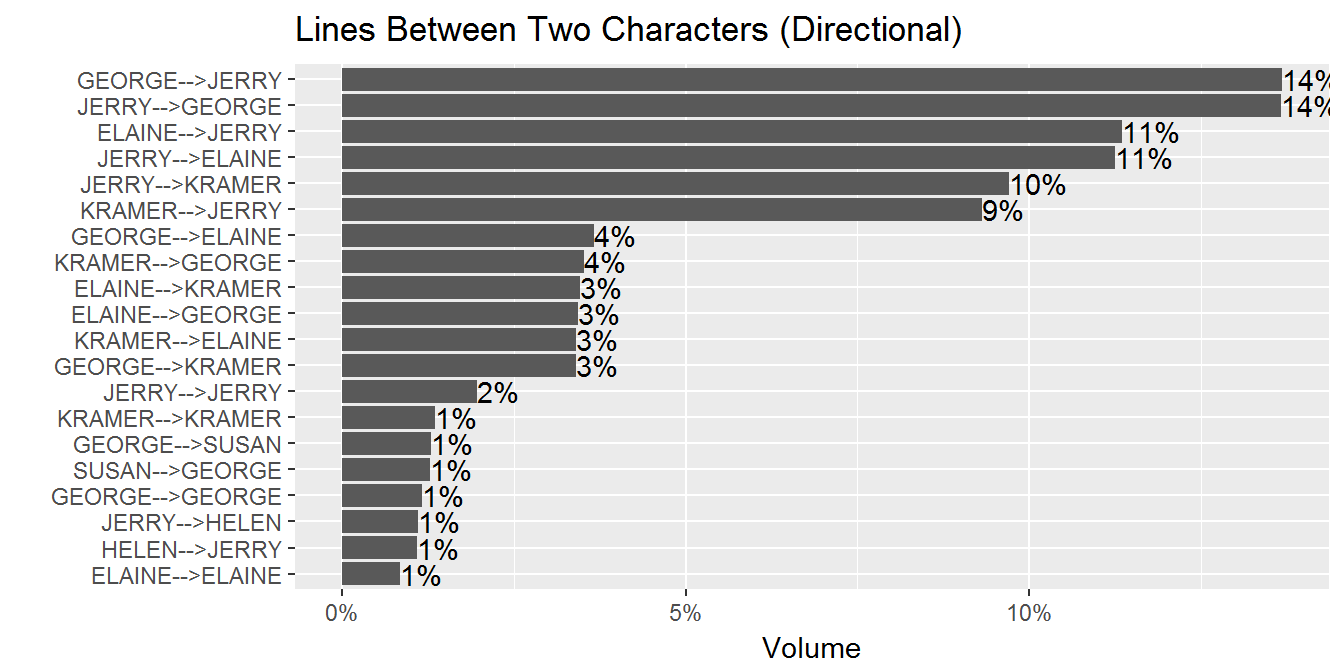 Lines Between Two Characters (Directional)
GEORGE-->JERRY 14%
JERRY-->GEORGE 14%
ELAINE-->JERRY 11%
JERRY-->ELAINE 11%
JERRY-->KRAMER 10%
KRAMER-->JERRY 9%
GEORGE-->ELAINE 4%
KRAMER-->GEORGE 4%
ELAINE-->KRAMER 3%
ELAINE-->GEORGE 3%
KRAMER-->ELAINE 3%
GEORGE-->KRAMER 3%
JERRY-->JERRY 2%
KRAMER-->KRAMER 1%
GEORGE-->SUSAN 1%
SUSAN-->GEORGE 1%
GEORGE-->GEORGE 1%
JERRY-->HELEN 1%
HELEN-->JERRY 1%
ELAINE-->ELAINE 1%
0% 5% 10%
Volume